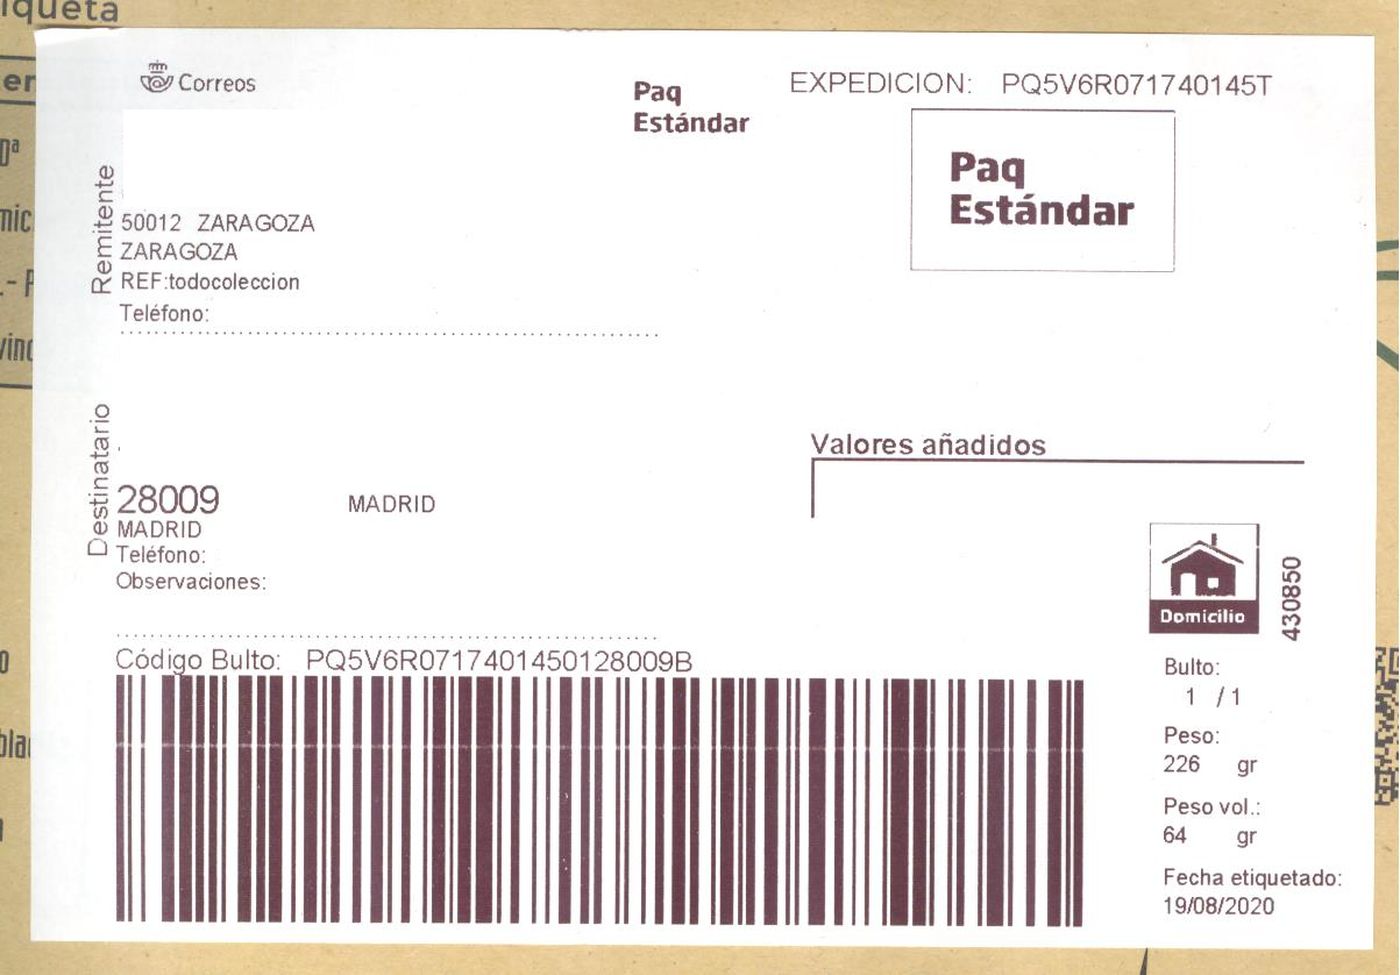 iqueta
Correos
Paq
Estándar
EXPEDICION: PQ5V6R071740145T
Paq
Estándar
Remitente
50012 ZARAGOZA
ZARAGOZA
REF:todocoleccion
Teléfono:
Destinatario
28009 MADRID
MADRID
Teléfono:
Observaciones:
Valores añadidos
Domicilio
430850
Código Bulto: PQ5V6R0717401450128009B
Bulto:
1 / 1
Peso:
226 gr
Peso vol.:
64 gr
Fecha etiquetado:
19/08/2020